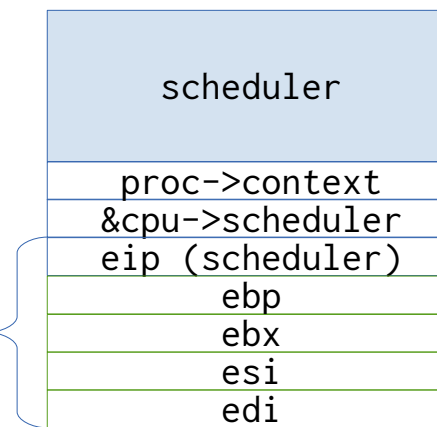 scheduler
proc->context
&cpu->scheduler
eip (scheduler)
ebp
ebx
esi
edi